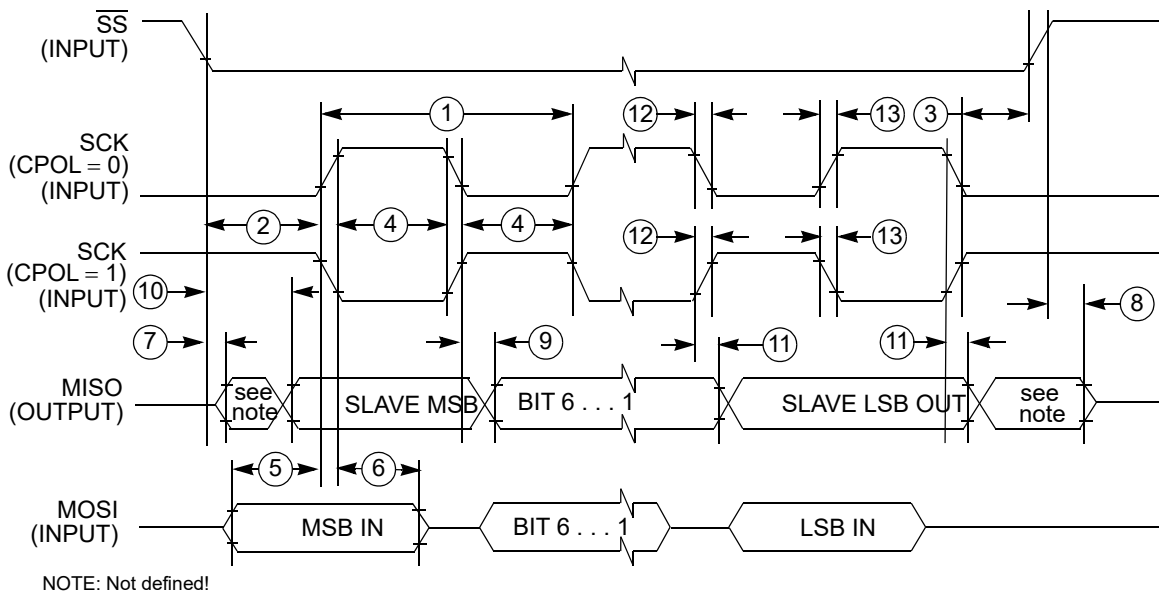 SS
(INPUT)
1
12
13
3
SCK
(CPOL = 0)
(INPUT)
2
4
4
12
13
SCK
(CPOL = 1)
(INPUT)
10
8
7
9
11
11
MISO
(OUTPUT)
see
note
SLAVE MSB
BIT 6 . . . 1
SLAVE LSB OUT
see
note
5
6
MOSI
(INPUT)
MSB IN
BIT 6 . . . 1
LSB IN
NOTE: Not defined!